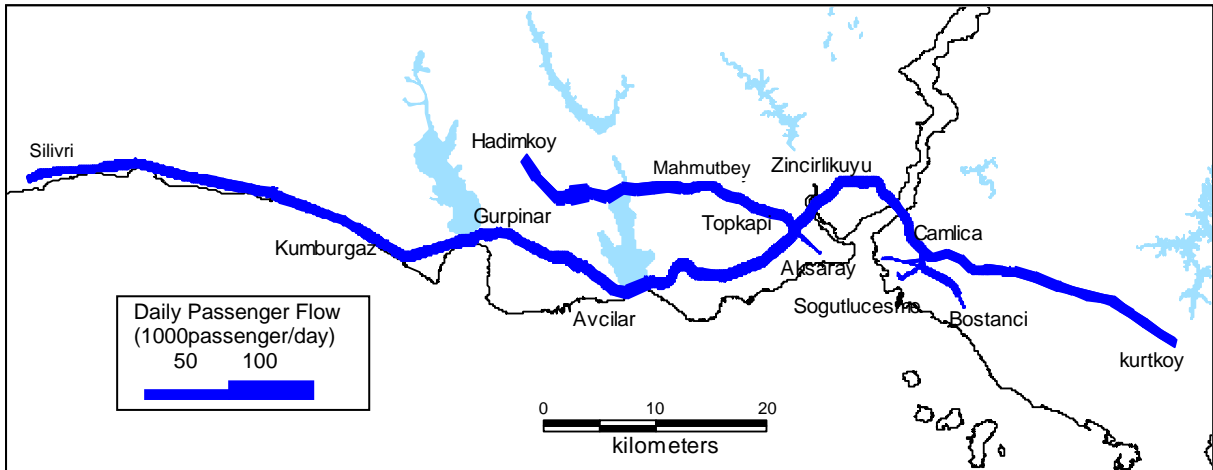 Silivri
Hadimkoy
Mahmutbey
Zincirlikuyu
Gurpinar
Topkapi
Kumburgaz
Camlica
Aksaray
Avcilar
Sogutlucesme
Bostanci
kurtkoy
Daily Passenger Flow
(1000passenger/day)
50 100
0 10 20
kilometers